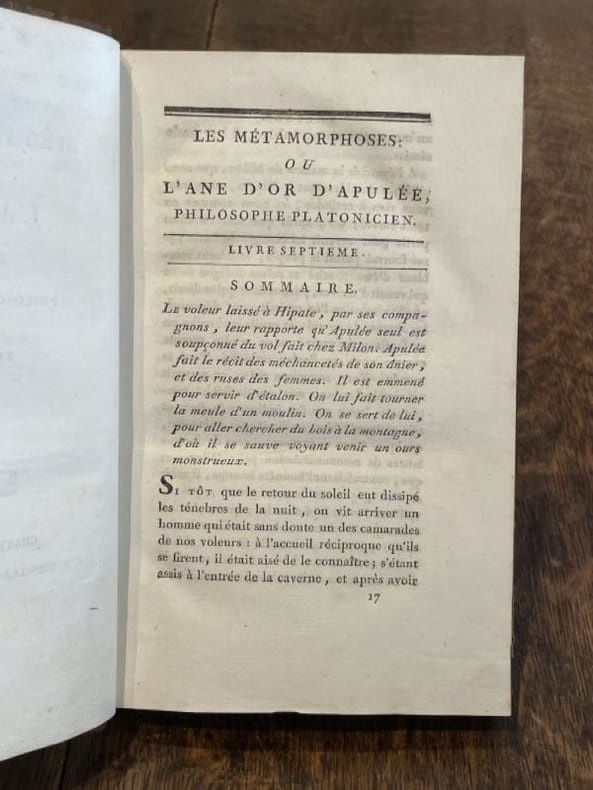 LES MÉTAMORPHOSES:
OU
L'ANE D'OR D'APULÉE,
PHILOSOPHE PLATONICIEN.
LIVRE SEPTIEME.
SOMMAIRE.
LE voleur laissé à Hipate, par ses compa-
gnons, leur rapporte qu'Apulée seul est
soupçonné du vol fait chez Milon. Apulée
fait le récit des méchancetés de son ânier,
et des ruses des femmes. Il est emmené
pour servir d'étalon. On lui fait tourner
la meule d'un moulin. On se sert de lui,
pour aller chercher du bois à la montagne,
d'où il se sauve voyant venir un ours
monstrueux.
SI TÔT que le retour du soleil eut dissipé
les ténebres de la nuit, on vit arriver un
homme qui était sans doute un des camarades
de nos voleurs : à l'accueil réciproque qu'ils
se firent, il était aisé de le connaître; s'étant
assis à l'entrée de la caverne, et après avoir
17